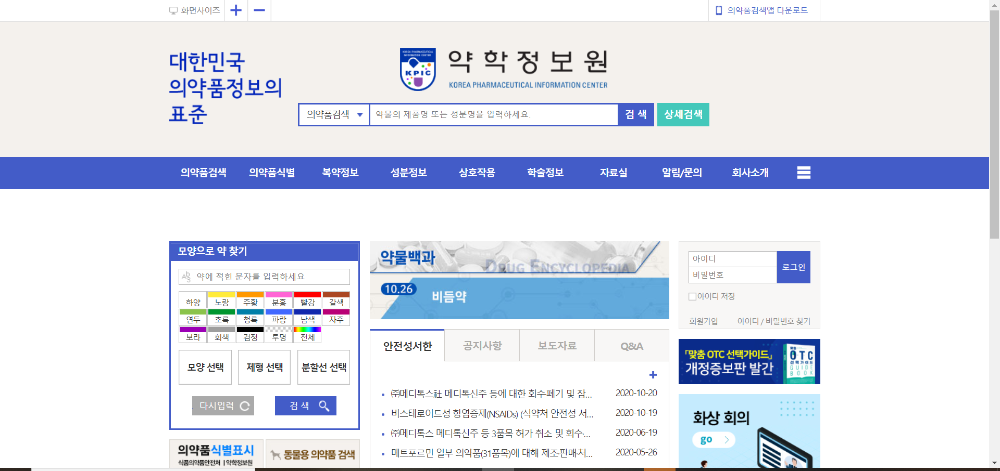 화면사이즈
의약품검색앱 다운로드
대한민국
의약품정보의
표준
KOREA PHARMACEUTICAL
INFORMATION CENTER
KPIC
약학정보원
KOREA PHARMACEUTICAL INFORMATION CENTER
의약품검색
약물의 제품명 또는 성분명을 입력하세요.
검 색
상세검색
의약품검색 의약품식별 복약정보 성분정보 상호작용 학술정보 자료실 알림/문의 회사소개
모양으로 약 찾기
약에 적힌 문자를 입력하세요
하양 노랑 주황 분홍 빨강 갈색
연두 초록 청록 파랑 남색 자주
보라 회색 검정 투명 전체
모양 선택 제형 선택 분할선 선택
다시입력 검 색
의약품식별표시
식품의약품안전처 | 약학정보원
동물용 의약품 검색
약물백과
DRUG ENCYCLOPEDIA
10.26
비듬약
안전성서한 공지사항 보도자료 Q&A
㈜메디톡스社 메디톡신주 등에 대한 회수·폐기 및 잠... 2020-10-20
비스테로이드성 항염증제(NSAIDs) (식약처 안전성 서... 2020-10-19
㈜메디톡스 메디톡신주 등 3품목 허가 취소 및 회수·... 2020-06-19
메트포르민 일부 의약품(31품목)에 대해 제조·판매·처... 2020-05-26
아이디
비밀번호
로그인
아이디 저장
회원가입 아이디 / 비밀번호 찾기
「맞춤 OTC 선택가이드」
개정증보판 발간
맞춤
OTC
선택가이드
GUIDE
BOOK
화상 회의
go